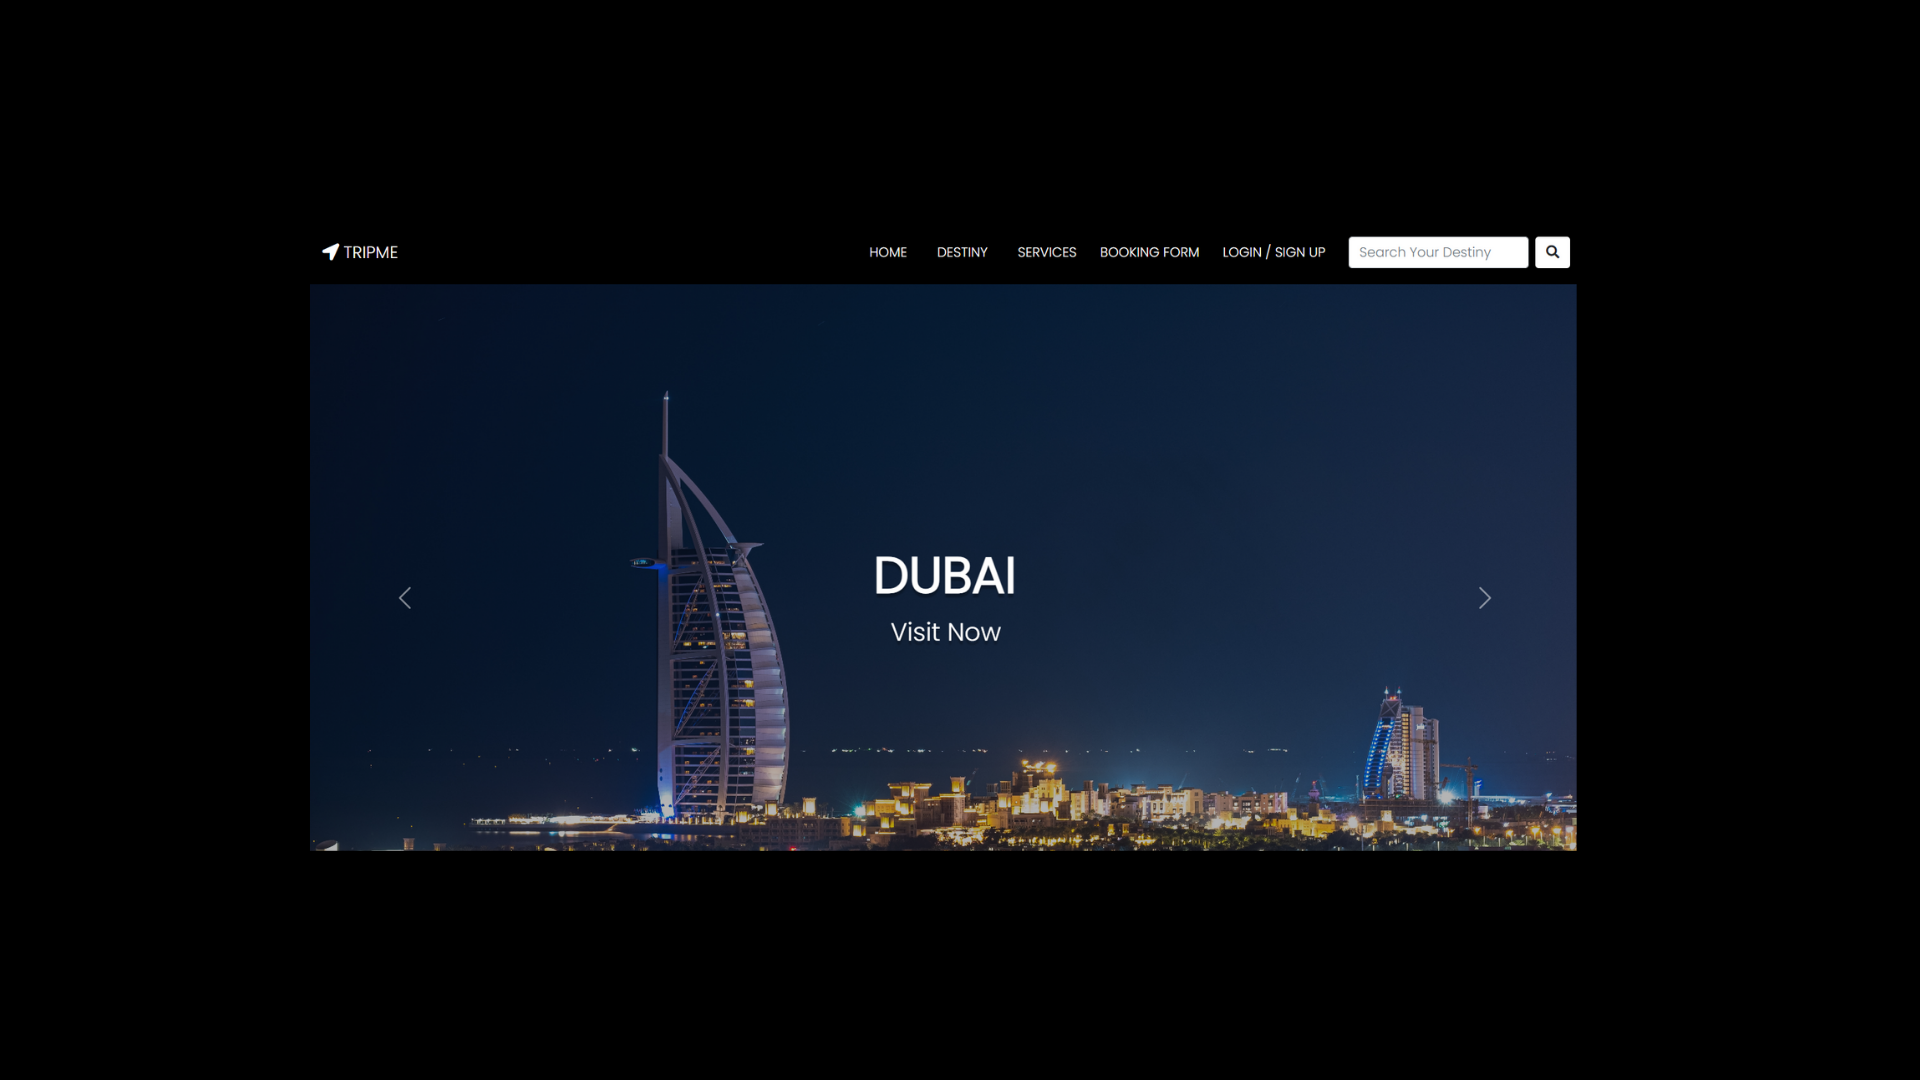 TRIPME
HOME DESTINY SERVICES BOOKING FORM LOGIN / SIGN UP Search Your Destiny
DUBAI
Visit Now